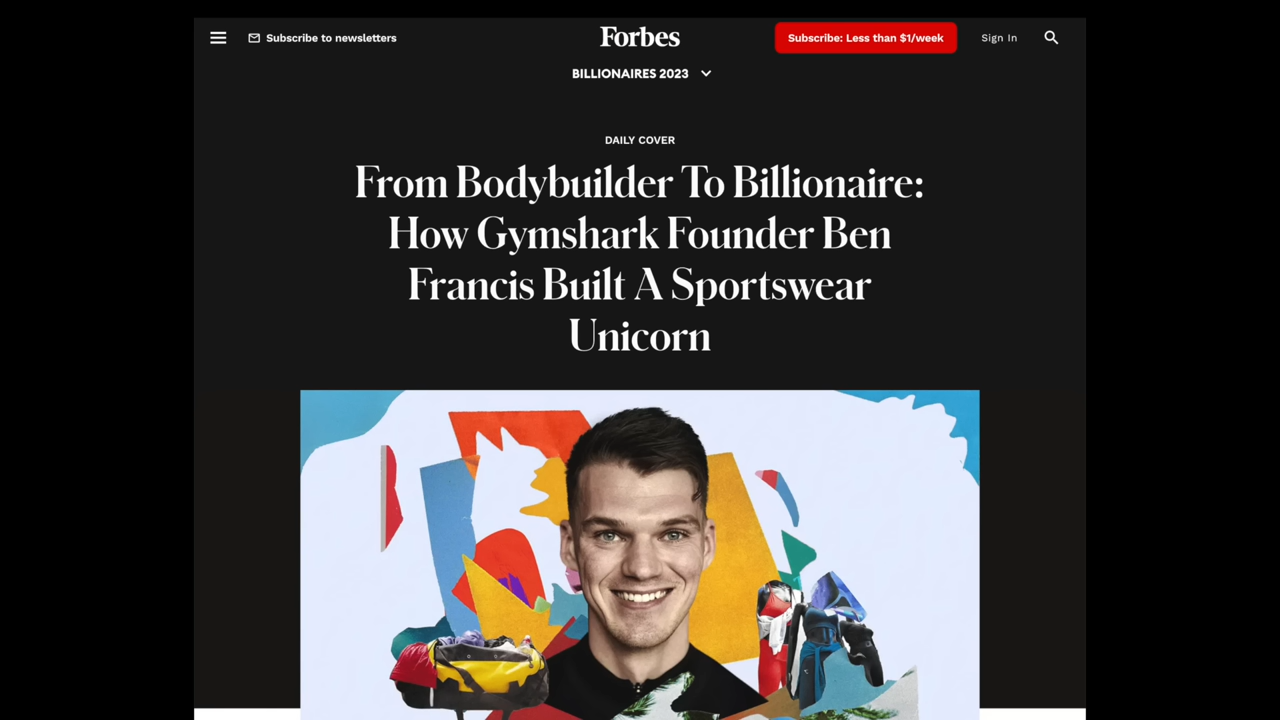 Subscribe to newsletters
Forbes
Subscribe: Less than $1/week
Sign In
BILLIONAIRES 2023
DAILY COVER
From Bodybuilder To Billionaire:
How Gymshark Founder Ben
Francis Built A Sportswear
Unicorn